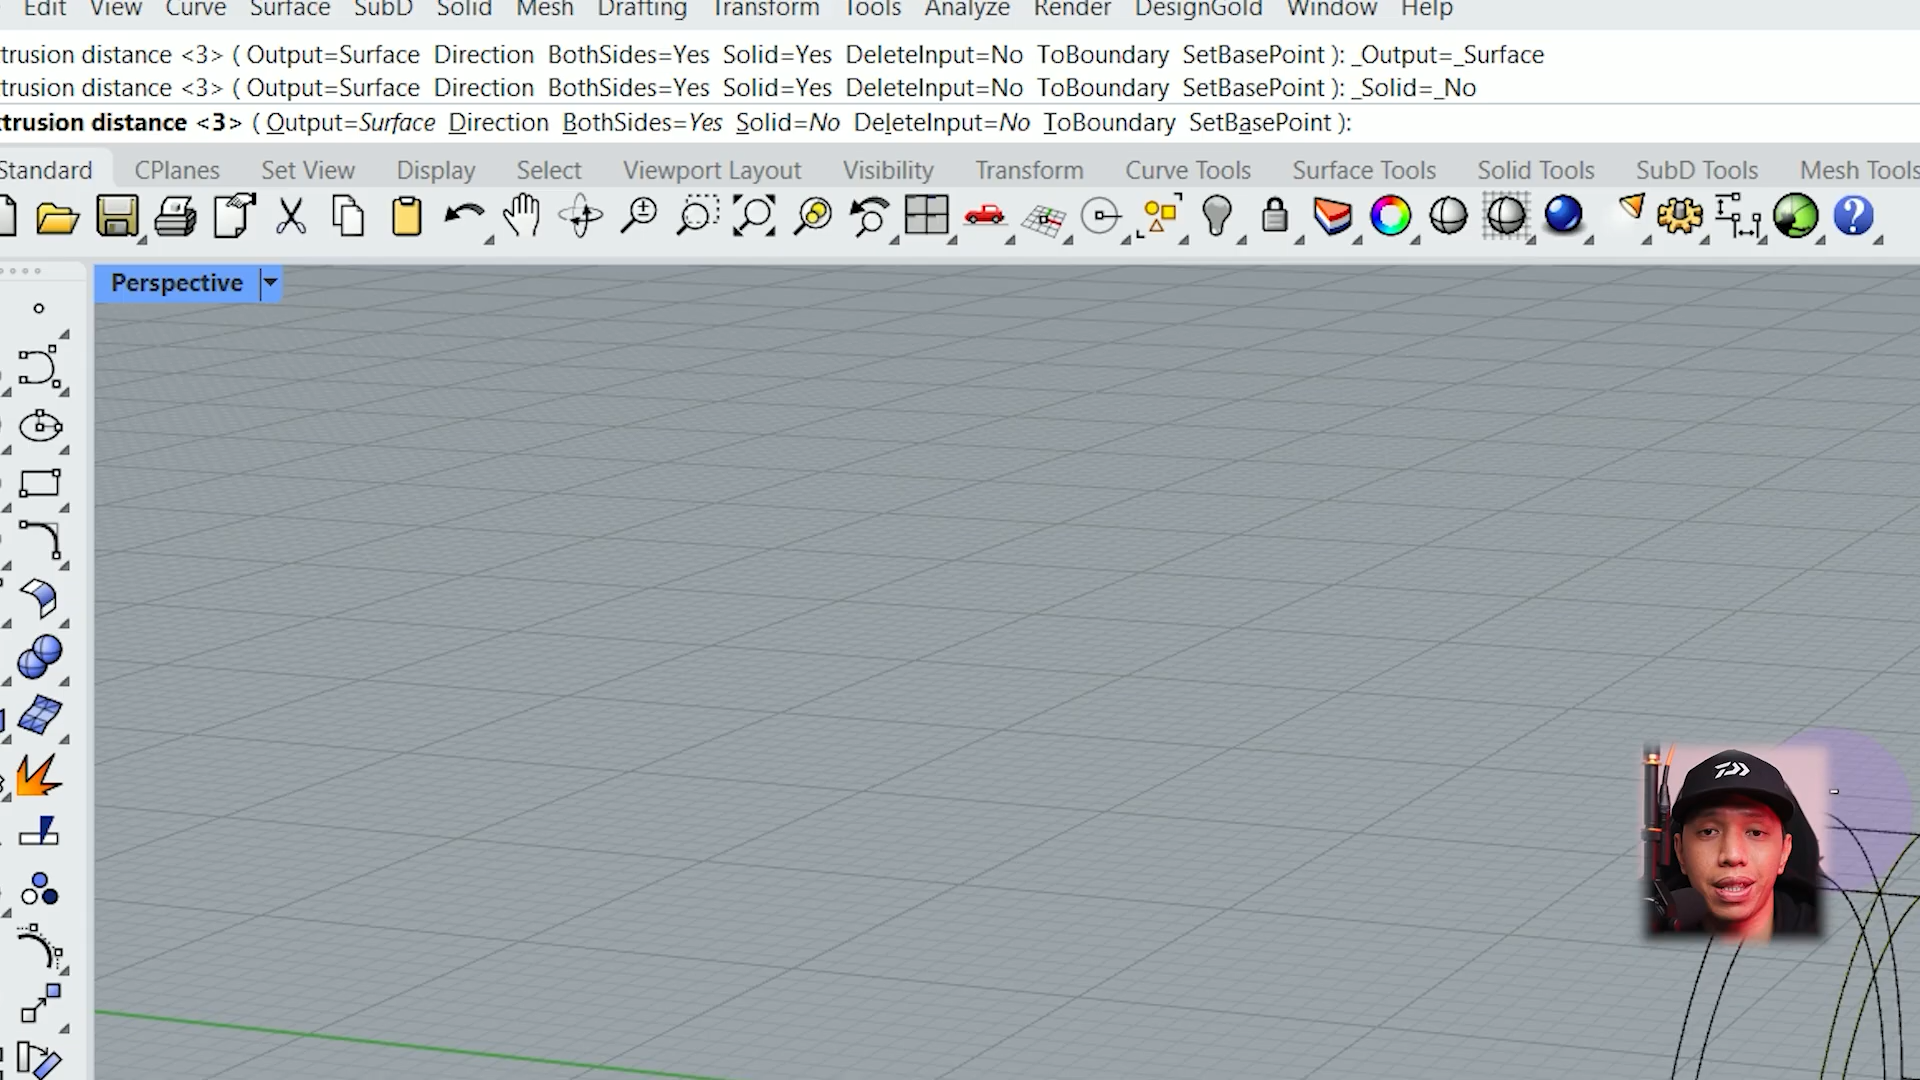 Edit View Curve Surface SubD Solid Mesh Drafting Transform Tools Analyze Render DesignGold Window Help
trusion distance <3> ( Output=Surface Direction BothSides=Yes Solid=Yes DeleteInput=No ToBoundary SetBasePoint ): _Output=_Surface
trusion distance <3> ( Output=Surface Direction BothSides=Yes Solid=Yes DeleteInput=No ToBoundary SetBasePoint ): _Solid=_No
trusion distance <3> ( Output=Surface Direction BothSides=Yes Solid=No DeleteInput=No ToBoundary SetBasePoint ):
Standard CPlanes Set View Display Select Viewport Layout Visibility Transform Curve Tools Surface Tools Solid Tools SubD Tools Mesh Tools
Perspective